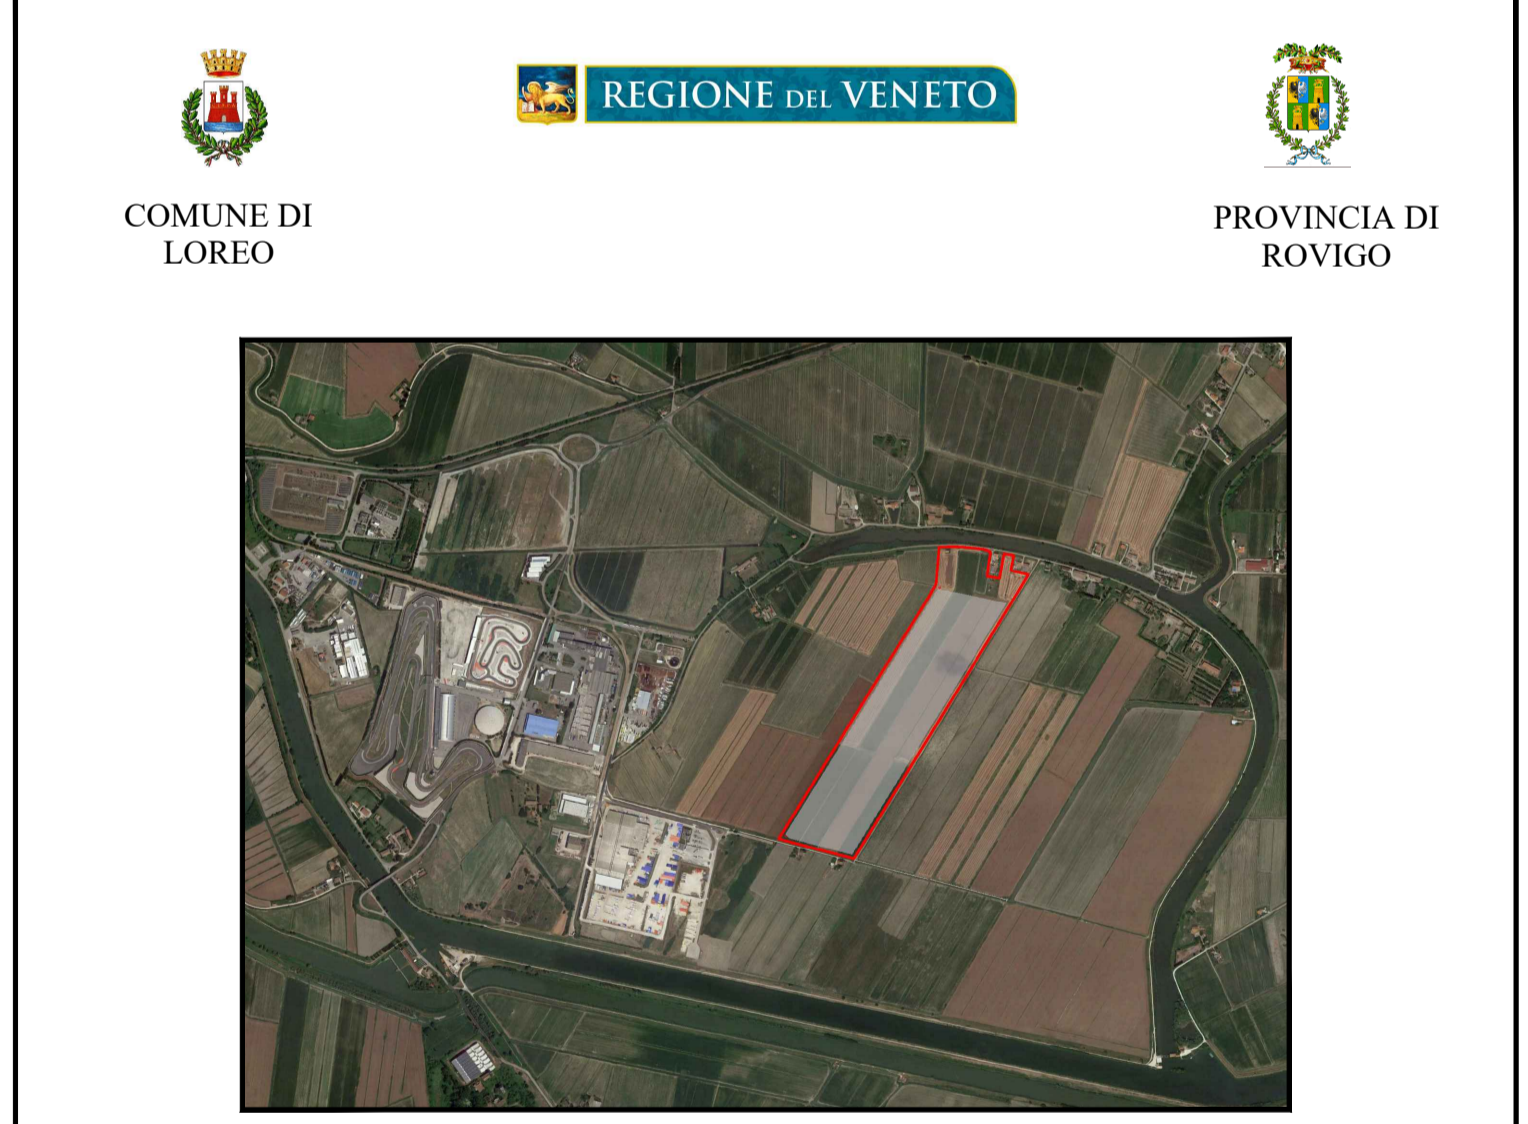 REGIONE DEL VENETO
COMUNE DI
LOREO
PROVINCIA DI
ROVIGO